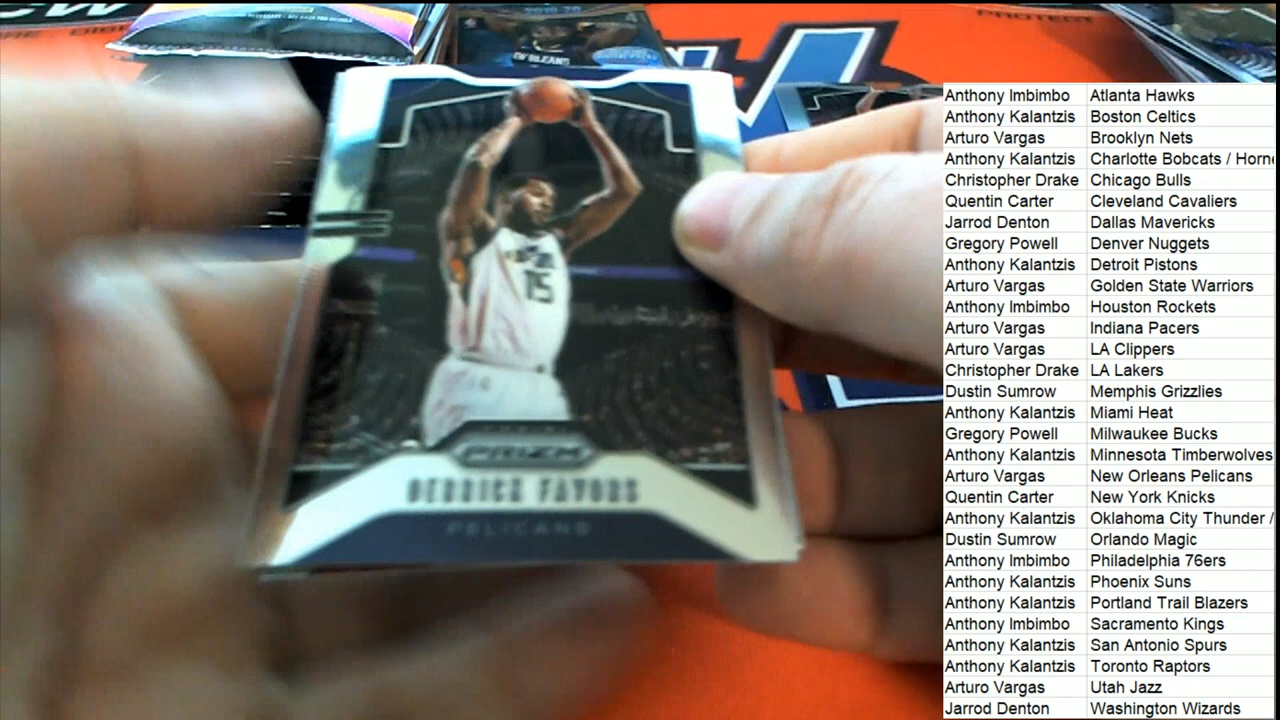 PROTECT
2019-20
15
PRIZM
DERRICK FAVORS
PELICANS
Anthony Imbimbo Atlanta Hawks
Anthony Kalantzis Boston Celtics
Arturo Vargas Brooklyn Nets
Anthony Kalantzis Charlotte Bobcats / Horne
Christopher Drake Chicago Bulls
Quentin Carter Cleveland Cavaliers
Jarrod Denton Dallas Mavericks
Gregory Powell Denver Nuggets
Anthony Kalantzis Detroit Pistons
Arturo Vargas Golden State Warriors
Anthony Imbimbo Houston Rockets
Arturo Vargas Indiana Pacers
Arturo Vargas LA Clippers
Christopher Drake LA Lakers
Dustin Sumrow Memphis Grizzlies
Anthony Kalantzis Miami Heat
Gregory Powell Milwaukee Bucks
Anthony Kalantzis Minnesota Timberwolves
Arturo Vargas New Orleans Pelicans
Quentin Carter New York Knicks
Anthony Kalantzis Oklahoma City Thunder /
Dustin Sumrow Orlando Magic
Anthony Imbimbo Philadelphia 76ers
Anthony Kalantzis Phoenix Suns
Anthony Kalantzis Portland Trail Blazers
Anthony Imbimbo Sacramento Kings
Anthony Kalantzis San Antonio Spurs
Anthony Kalantzis Toronto Raptors
Arturo Vargas Utah Jazz
Jarrod Denton Washington Wizards